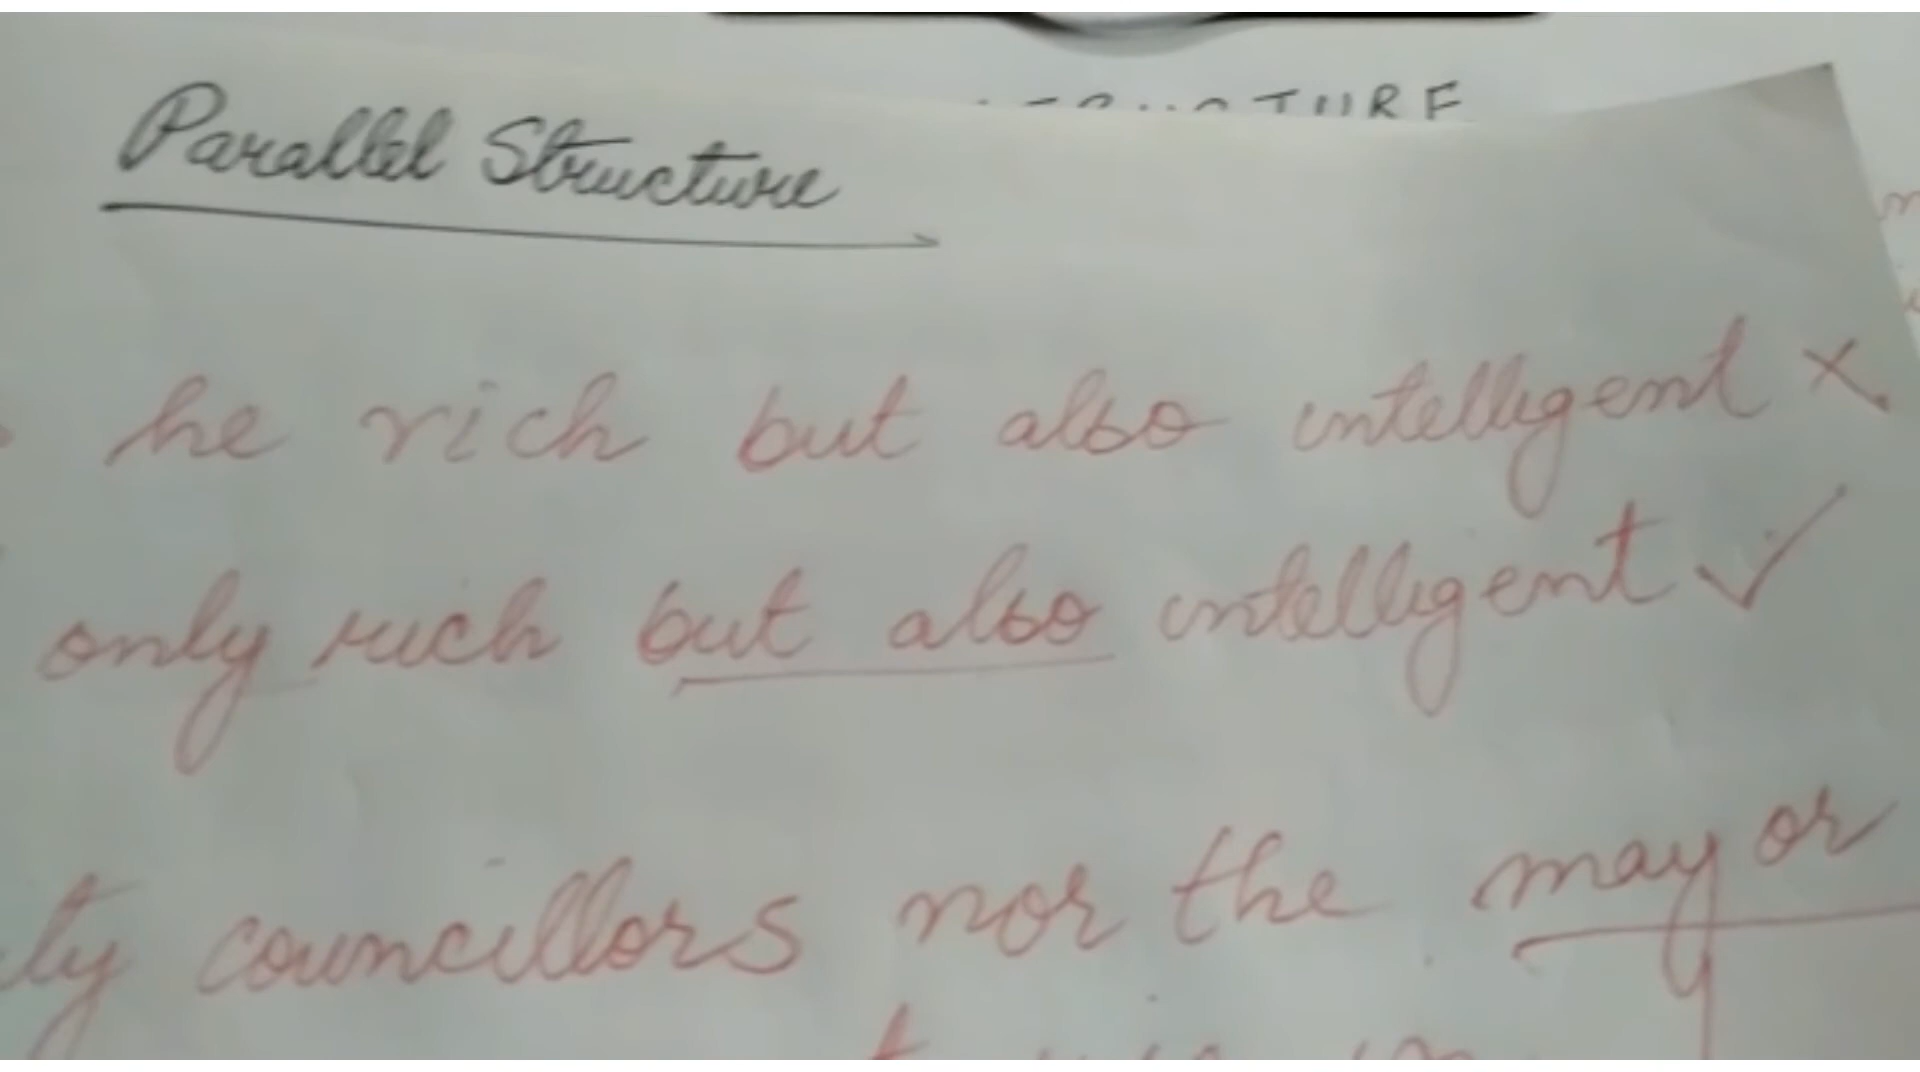 Parallel Structure
he rich but also intelligent ×
only rich but also intelligent ✓
councillors nor the mayor